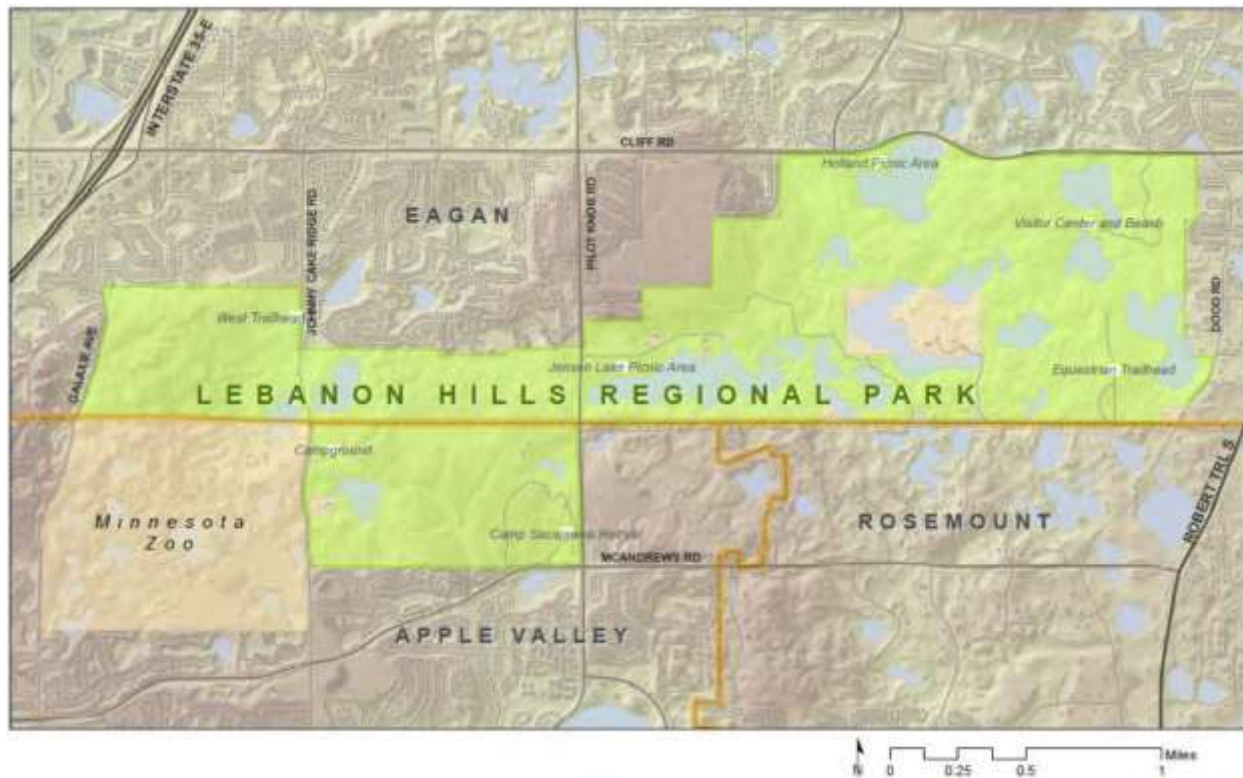 INTERSTATE 35-E
CLIFF RD
Holland Picnic Area
EAGAN
JOHNNY CAKE RIDGE RD
PILOT KNOB RD
Visitor Center and Beach
West Trailhead
DODD RD
GALAXIE AVE
Jensen Lake Picnic Area
Equestrian Trailhead
LEBANON HILLS REGIONAL PARK
Campground
Minnesota
Zoo
ROSEMOUNT
ROBERT TRL S
Camp Sacajawea Retreat
MCANDREWS RD
APPLE VALLEY
N
0 0.25 0.5 1
Miles